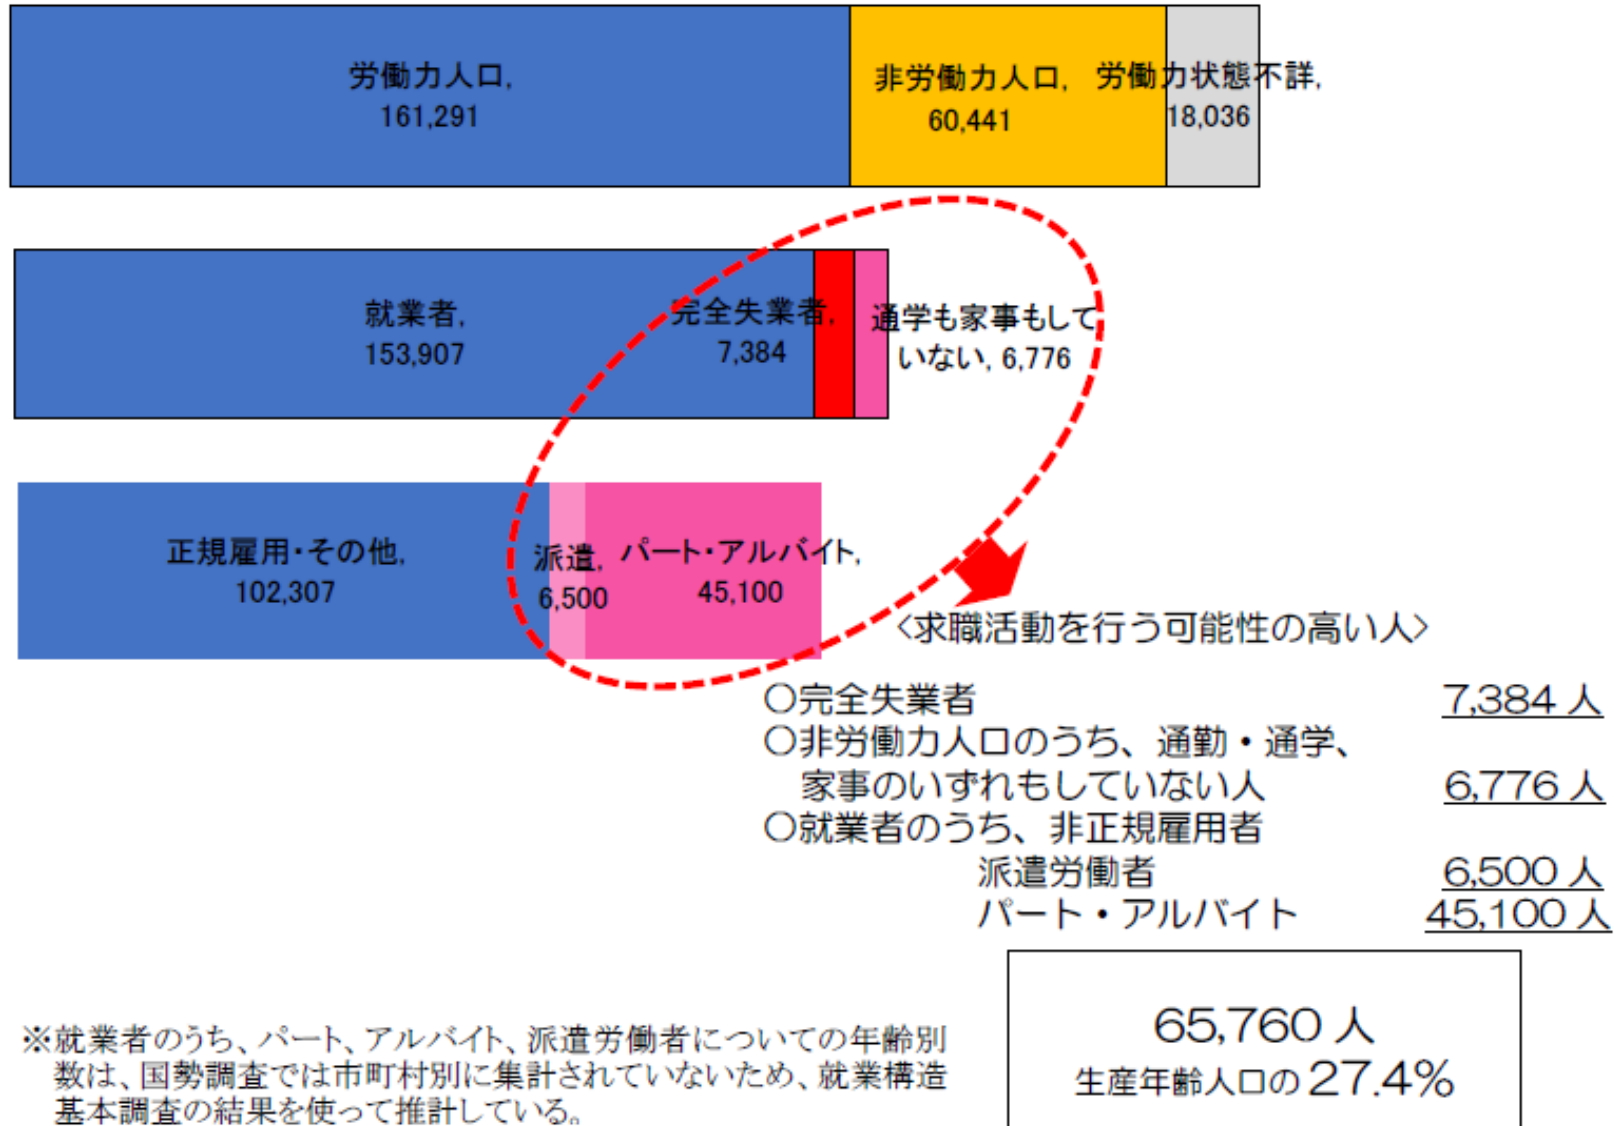 労働力人口,
161,291
非労働力人口,
60,441
労働力状態不詳,
18,036
就業者,
153,907
完全失業者,
7,384
通学も家事もして
いない, 6,776
正規雇用・その他,
102,307
派遣,
6,500
パート・アルバイト,
45,100
<求職活動を行う可能性の高い人>
○完全失業者 7,384 人
○非労働力人口のうち、通勤・通学、
家事のいずれもしていない人 6,776 人
○就業者のうち、非正規雇用者
派遣労働者 6,500 人
パート・アルバイト 45,100 人
65,760 人
生産年齢人口の 27.4%
※就業者のうち、パート、アルバイト、派遣労働者についての年齢別
数は、国勢調査では市町村別に集計されていないため、就業構造
基本調査の結果を使って推計している。